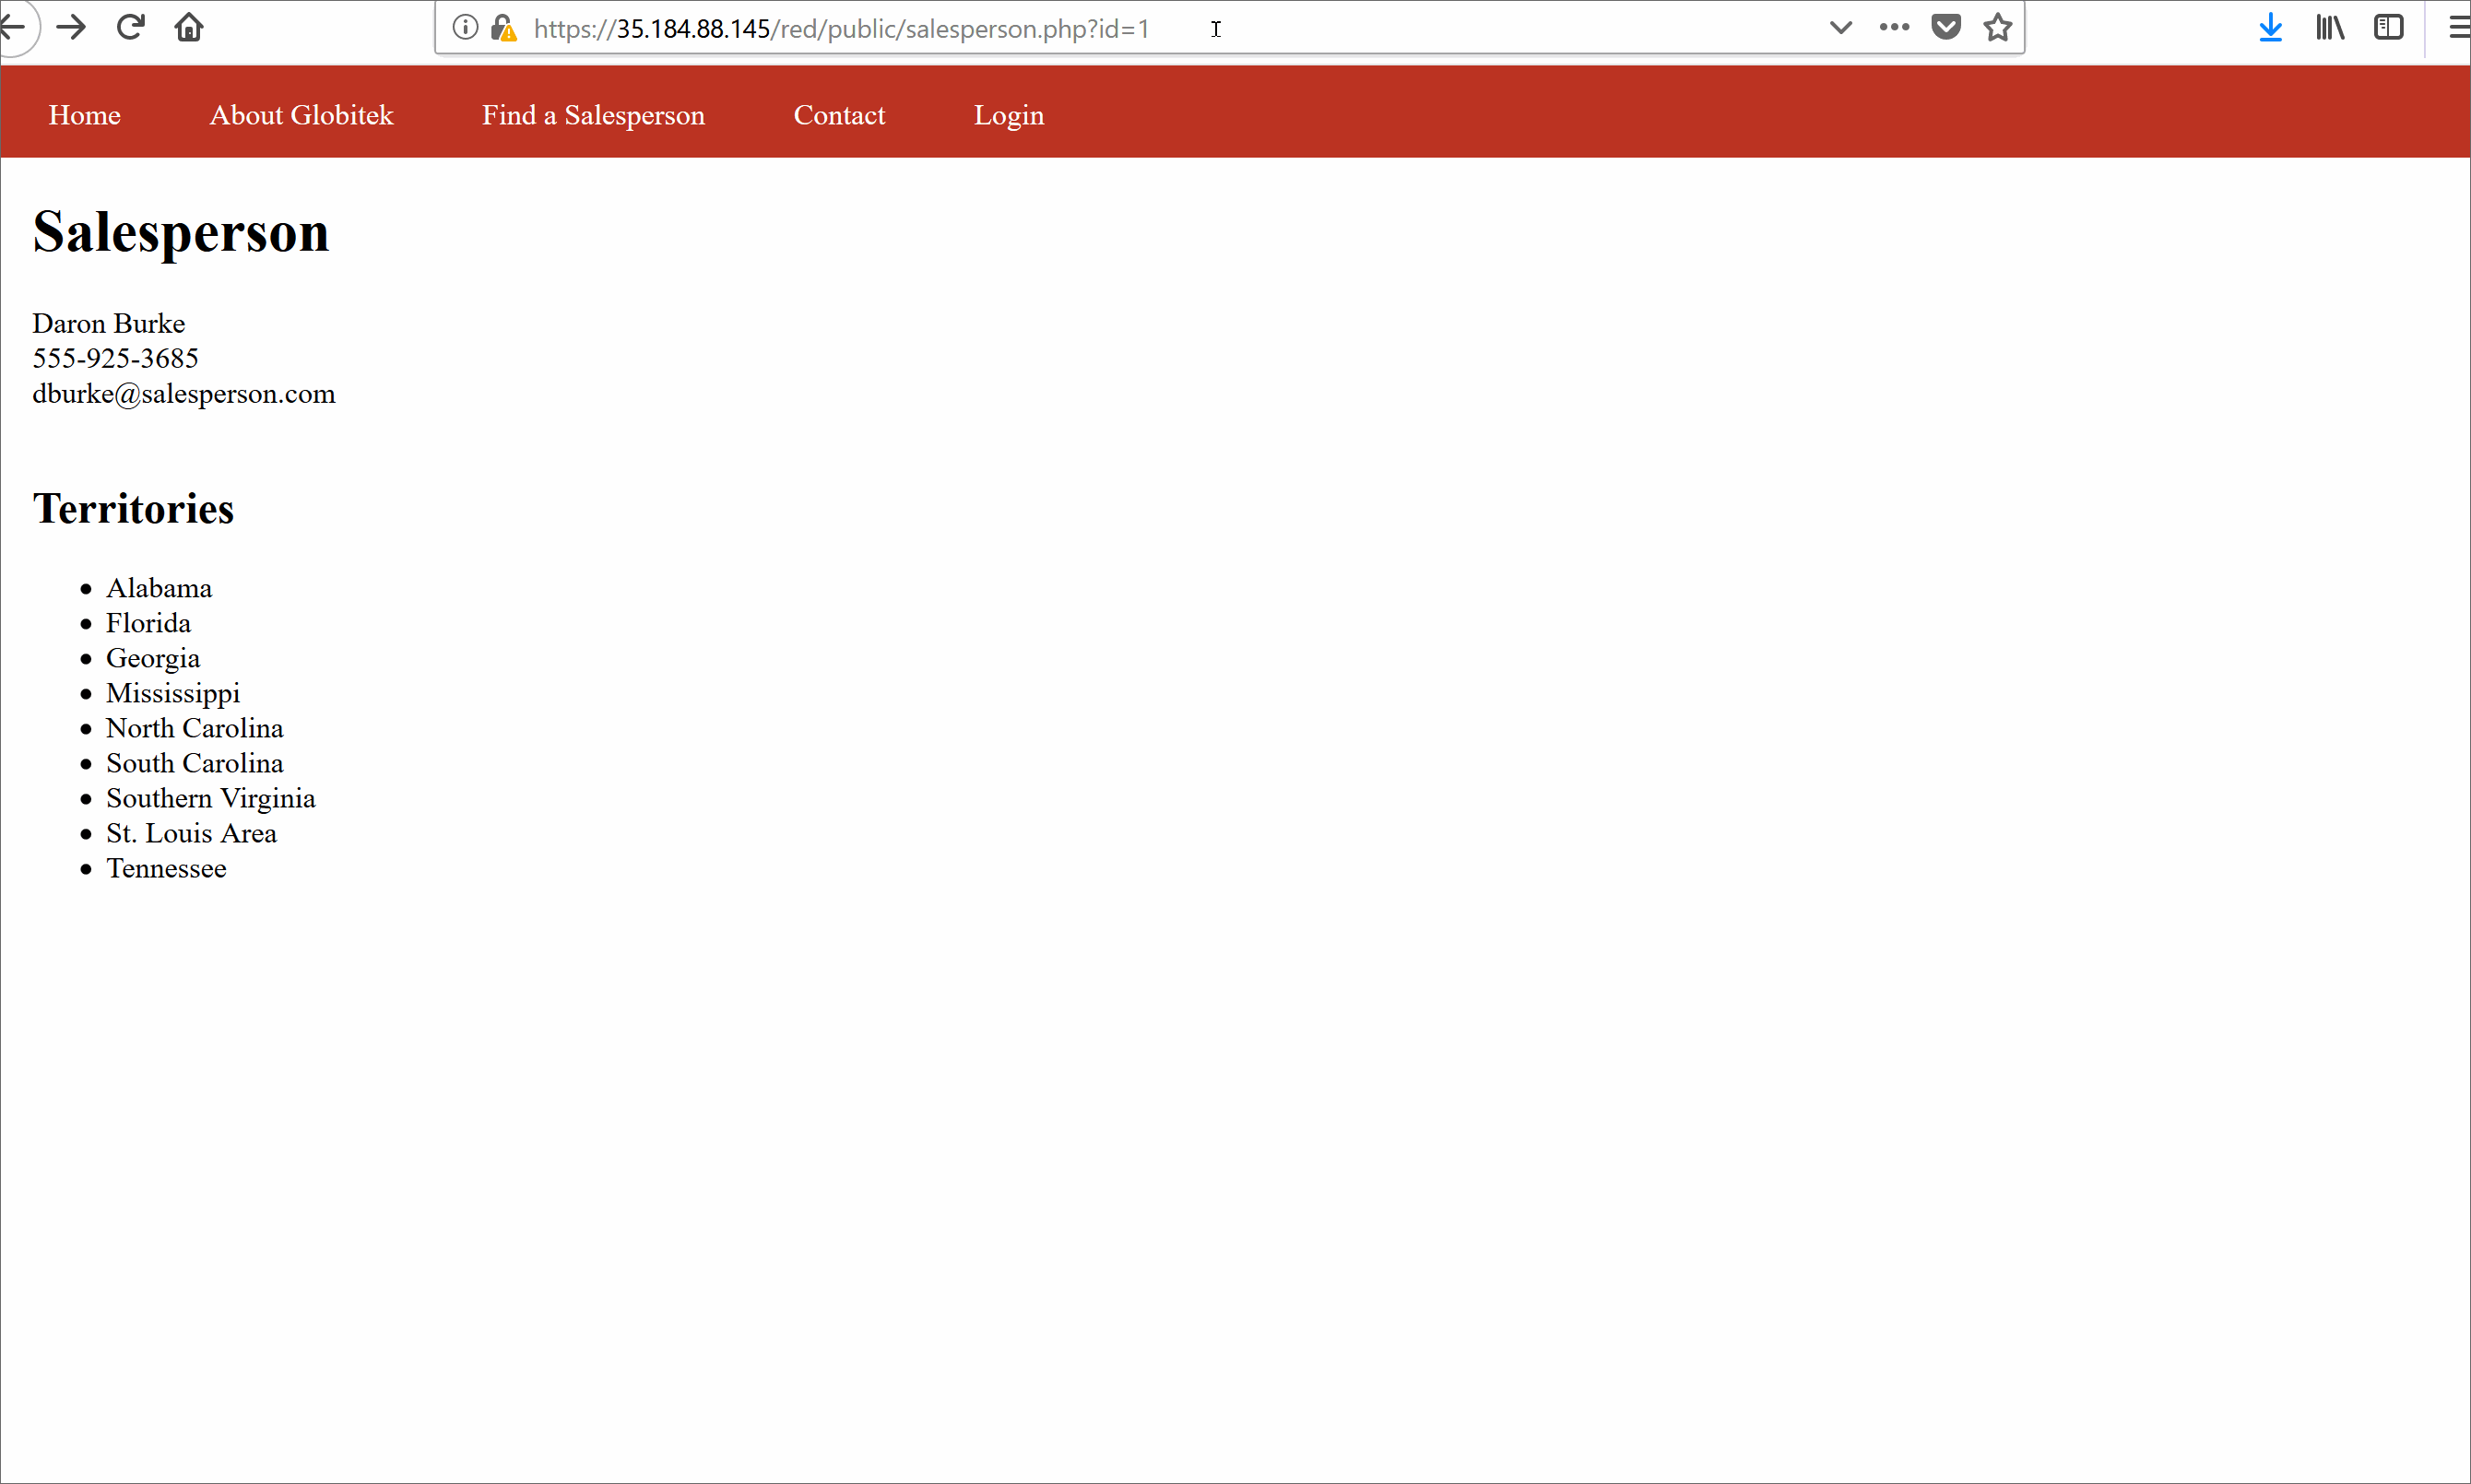 https://35.184.88.145/red/public/salesperson.php?id=1
Home About Globitek Find a Salesperson Contact Login
Salesperson
Daron Burke
555-925-3685
dburke@salesperson.com
Territories
Alabama
Florida
Georgia
Mississippi
North Carolina
South Carolina
Southern Virginia
St. Louis Area
Tennessee